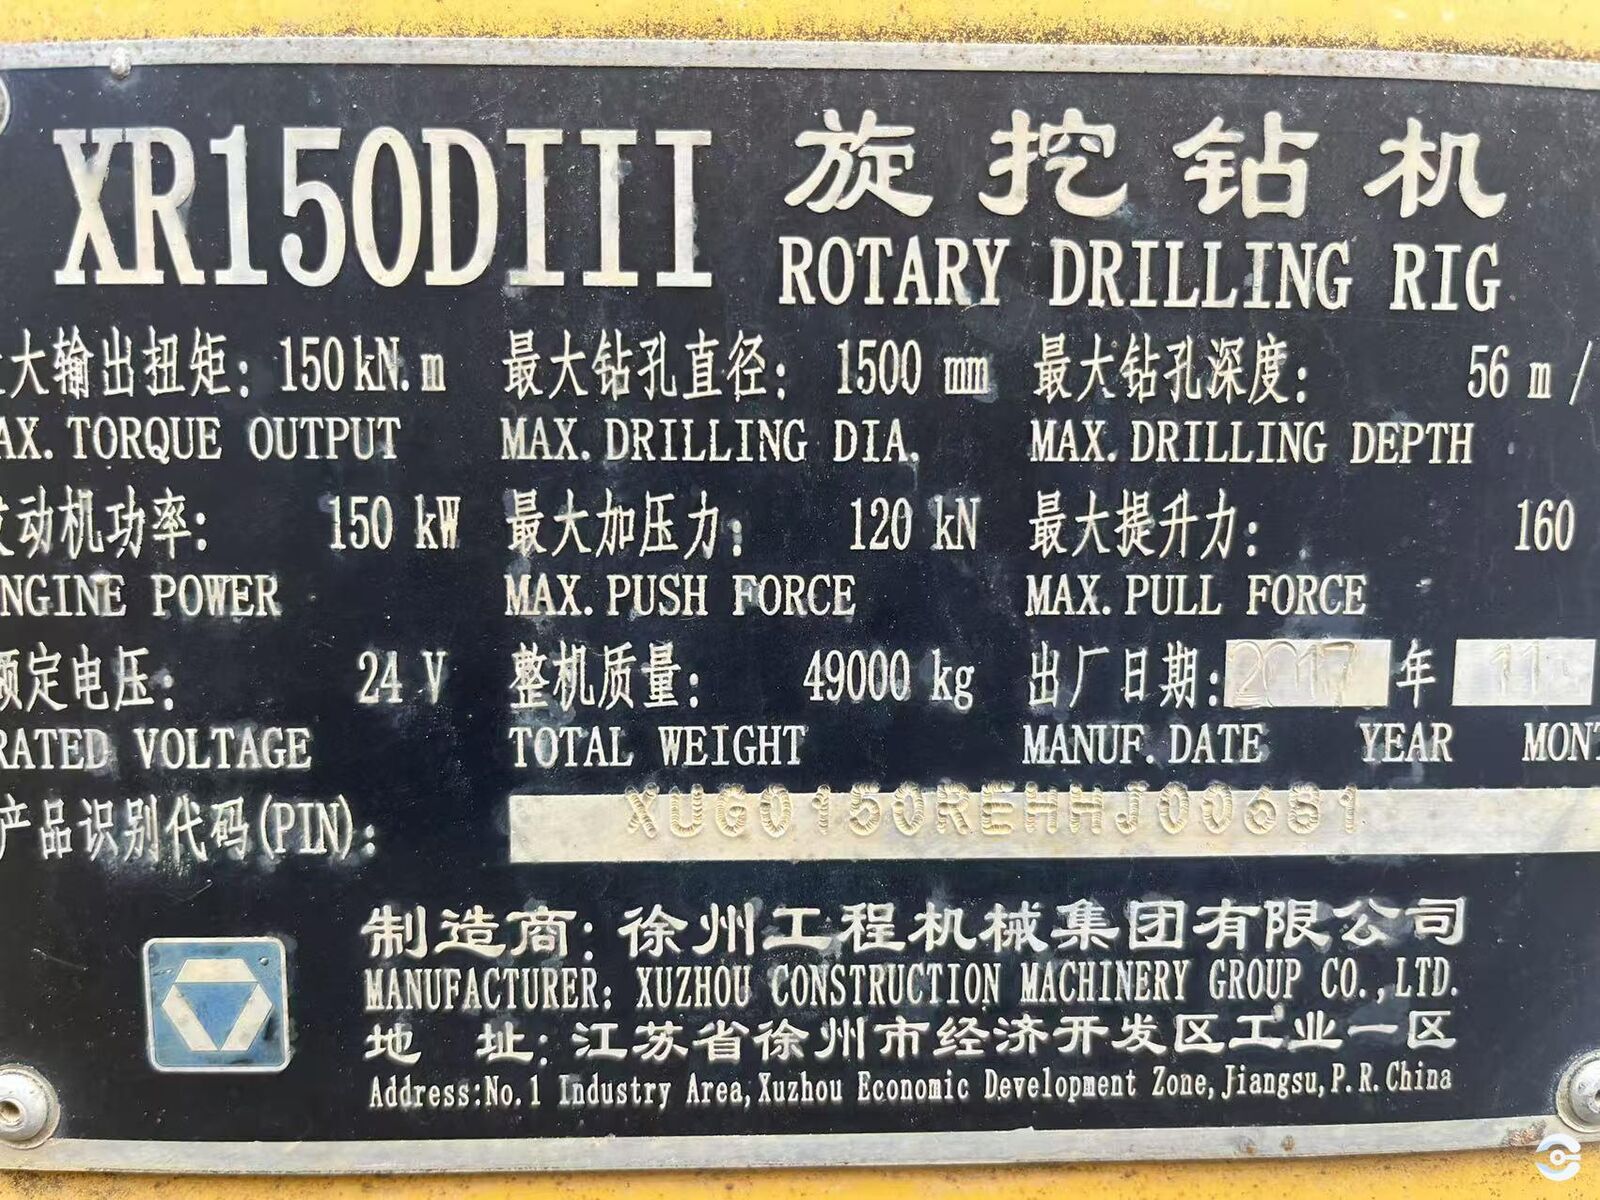 XR150DIII 旋挖钻机
ROTARY DRILLING RIG
大输出扭矩: 150 kN.m 最大钻孔直径: 1500 mm 最大钻孔深度: 56 m /
AX. TORQUE OUTPUT MAX. DRILLING DIA. MAX. DRILLING DEPTH
发动机功率: 150 kW 最大加压力: 120 kN 最大提升力: 160
ENGINE POWER MAX. PUSH FORCE MAX. PULL FORCE
额定电压: 24 V 整机质量: 49000 kg 出厂日期: 2017 年 11
RATED VOLTAGE TOTAL WEIGHT MANUF. DATE YEAR MONT
产品识别代码(PIN): XUG0150REHHJ00681
制造商: 徐州工程机械集团有限公司
MANUFACTURER: XUZHOU CONSTRUCTION MACHINERY GROUP CO., LTD.
地 址: 江苏省徐州市经济开发区工业一区
Address: No. 1 Industry Area, Xuzhou Economic Development Zone, Jiangsu, P. R. China